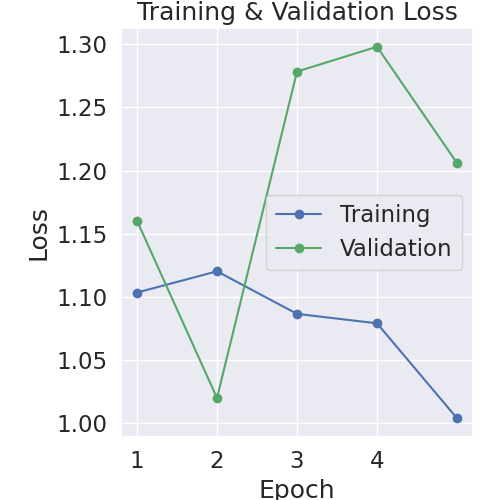 Training & Validation Loss
1.30
1.25
1.20
1.15
1.10
1.05
1.00
Loss
Training
Validation
1 2 3 4
Epoch